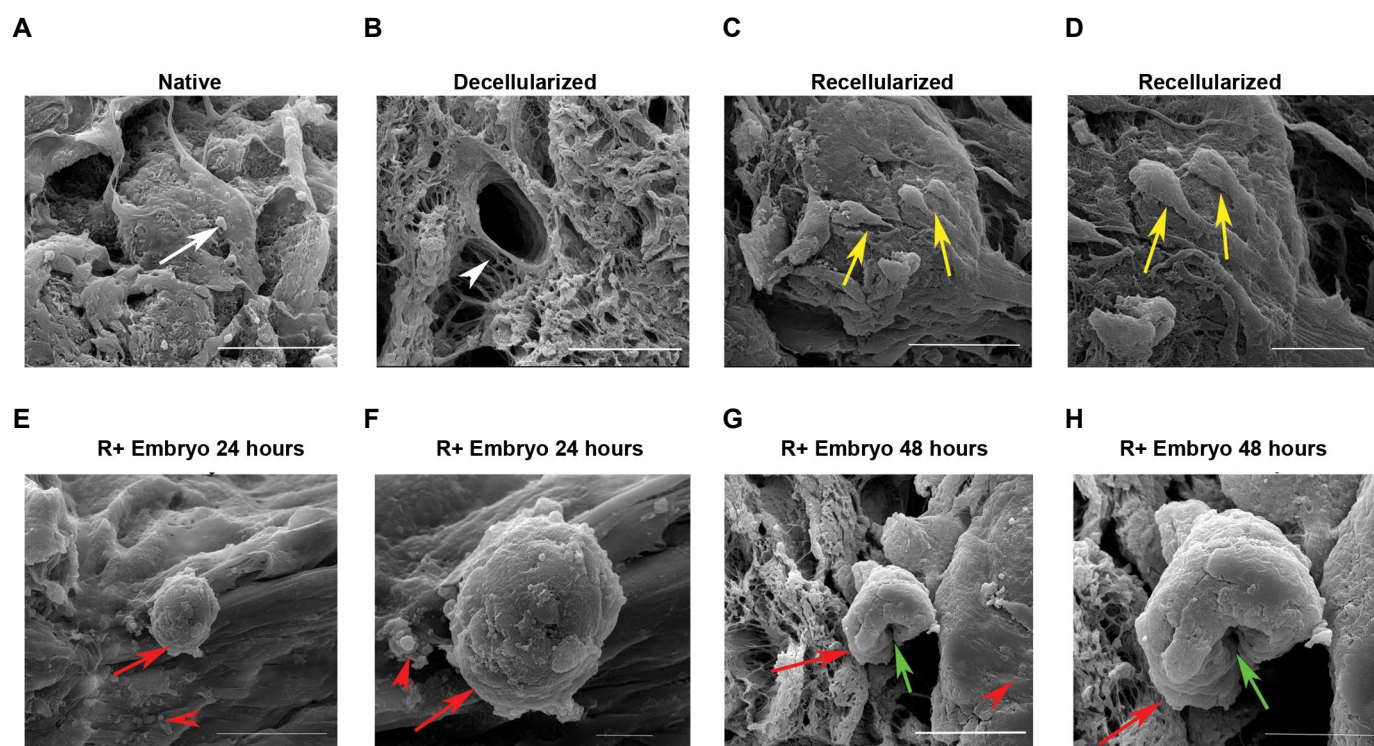 A
B
C
D
Native
Decellularized
Recellularized
Recellularized
E
F
G
H
R+ Embryo 24 hours
R+ Embryo 24 hours
R+ Embryo 48 hours
R+ Embryo 48 hours